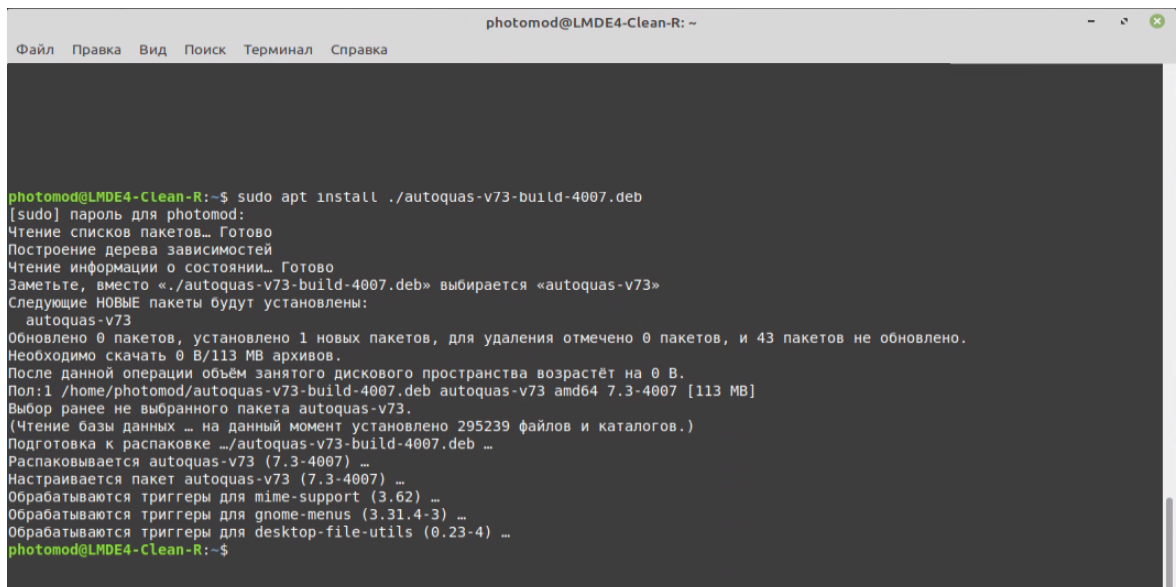 photomod@LMDE4-Clean-R: ~
Файл Правка Вид Поиск Терминал Справка
photomod@LMDE4-Clean-R:~$ sudo apt install ./autoquas-v73-build-4007.deb
[sudo] пароль для photomod:
Чтение списков пакетов… Готово
Построение дерева зависимостей
Чтение информации о состоянии… Готово
Заметьте, вместо «./autoquas-v73-build-4007.deb» выбирается «autoquas-v73»
Следующие НОВЫЕ пакеты будут установлены:
autoquas-v73
Обновлено 0 пакетов, установлено 1 новых пакетов, для удаления отмечено 0 пакетов, и 43 пакетов не обновлено.
Необходимо скачать 0 B/113 MB архивов.
После данной операции объём занятого дискового пространства возрастёт на 0 B.
Пол:1 /home/photomod/autoquas-v73-build-4007.deb autoquas-v73 amd64 7.3-4007 [113 MB]
Выбор ранее не выбранного пакета autoquas-v73.
(Чтение базы данных … на данный момент установлено 295239 файлов и каталогов.)
Подготовка к распаковке …/autoquas-v73-build-4007.deb …
Распаковывается autoquas-v73 (7.3-4007) …
Настраивается пакет autoquas-v73 (7.3-4007) …
Обрабатываются триггеры для mime-support (3.62) …
Обрабатываются триггеры для gnome-menus (3.31.4-3) …
Обрабатываются триггеры для desktop-file-utils (0.23-4) …
photomod@LMDE4-Clean-R:~$